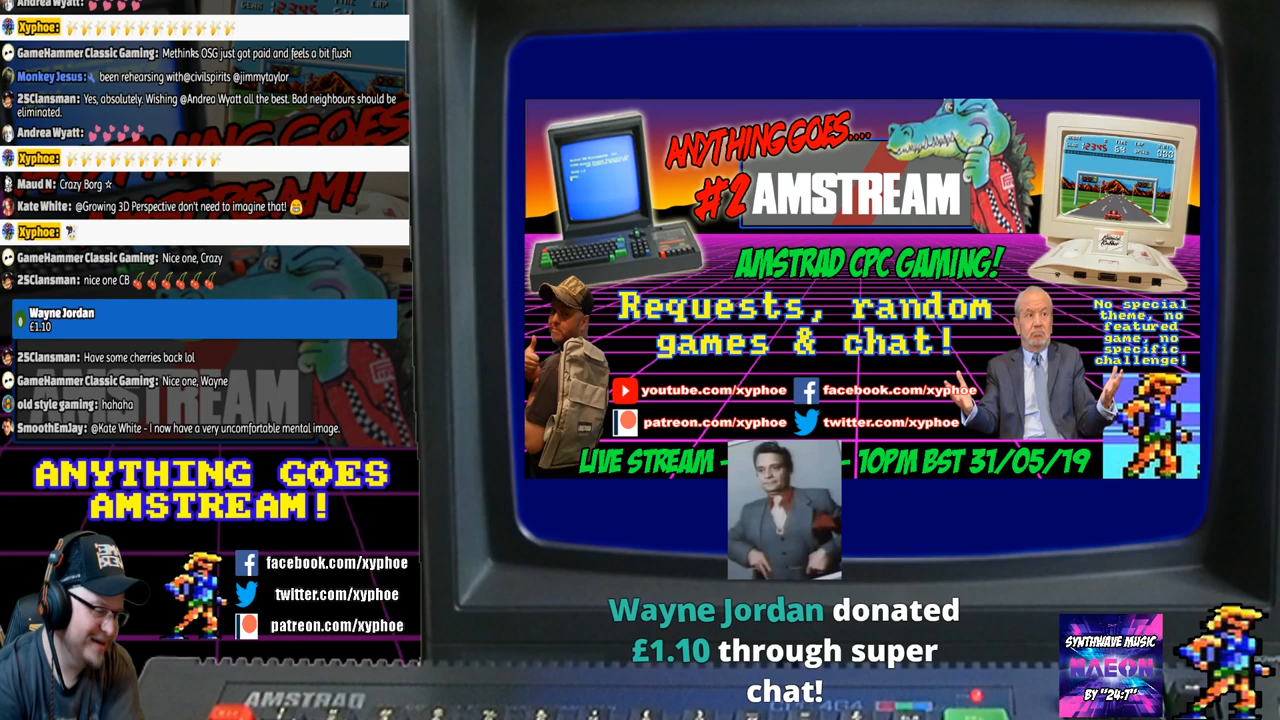 Andrea Wyatt:
Xyphoe:
GameHammer Classic Gaming: Methinks OSG just got paid and feels a bit flush
Monkey Jesus: been rehearsing with@civilspirits @jimmytaylor
25Clansman: Yes, absolutely. Wishing @Andrea Wyatt all the best. Bad neighbours should be
eliminated.
Andrea Wyatt:
Xyphoe:
Maud N: Crazy Borg ☆
Kate White: @Growing 3D Perspective don't need to imagine that!
Xyphoe:
GameHammer Classic Gaming: Nice one, Crazy
25Clansman: nice one CB
Wayne Jordan
£1.10
25Clansman: Have some cherries back lol
GameHammer Classic Gaming: Nice one, Wayne
old style gaming: hahaha
SmoothEmJay: @Kate White - I now have a very uncomfortable mental image.
ANYTHING GOES
AMSTREAM!
facebook.com/xyphoe
twitter.com/xyphoe
patreon.com/xyphoe
ANYTHING GOES....
#2 AMSTREAM
AMSTRAD CPC GAMING!
Requests, random
games & chat!
No special
theme, no
featured
game, no
specific
challenge!
youtube.com/xyphoe
facebook.com/xyphoe
patreon.com/xyphoe
twitter.com/xyphoe
LIVE STREAM - - 10PM BST 31/05/19
Wayne Jordan donated
£1.10 through super
chat!
AMSTRAD
SYNTHWAVE MUSIC
NAEON
BY "24:7"